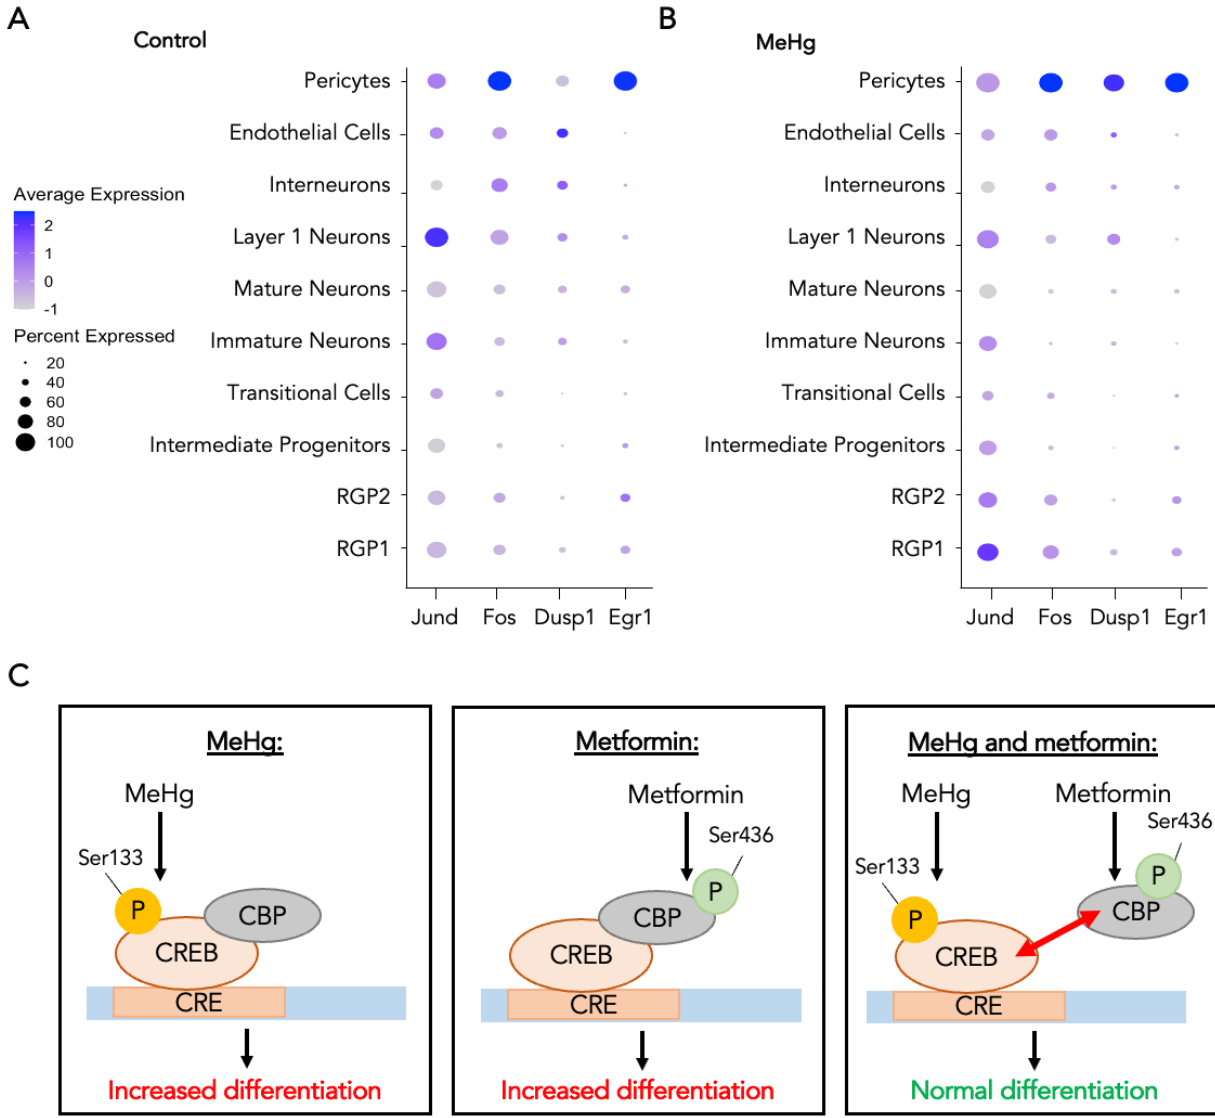 A
Control
Average Expression
2
1
0
-1
Percent Expressed
20
40
60
80
100
Pericytes
Endothelial Cells
Interneurons
Layer 1 Neurons
Mature Neurons
Immature Neurons
Transitional Cells
Intermediate Progenitors
RGP2
RGP1
Jund Fos Dusp1 Egr1
B
MeHg
Pericytes
Endothelial Cells
Interneurons
Layer 1 Neurons
Mature Neurons
Immature Neurons
Transitional Cells
Intermediate Progenitors
RGP2
RGP1
Jund Fos Dusp1 Egr1
C
MeHg:
MeHg
Ser133
P
CBP
CREB
CRE
Increased differentiation
Metformin:
Metformin
Ser436
P
CBP
CREB
CRE
Increased differentiation
MeHg and metformin:
MeHg Metformin
Ser436
Ser133
P
P
CBP
CREB
CRE
Normal differentiation